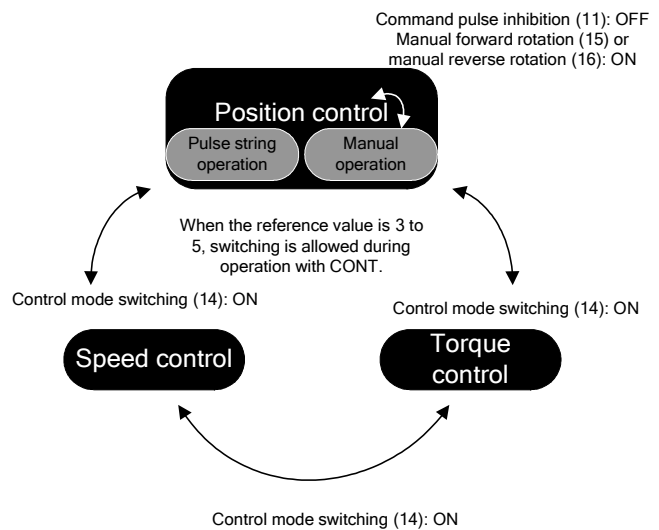 Command pulse inhibition (11): OFF
Manual forward rotation (15) or
manual reverse rotation (16): ON
Position control
Pulse string
operation
Manual
operation
When the reference value is 3 to
5, switching is allowed during
operation with CONT.
Control mode switching (14): ON
Control mode switching (14): ON
Speed control
Torque
control
Control mode switching (14): ON